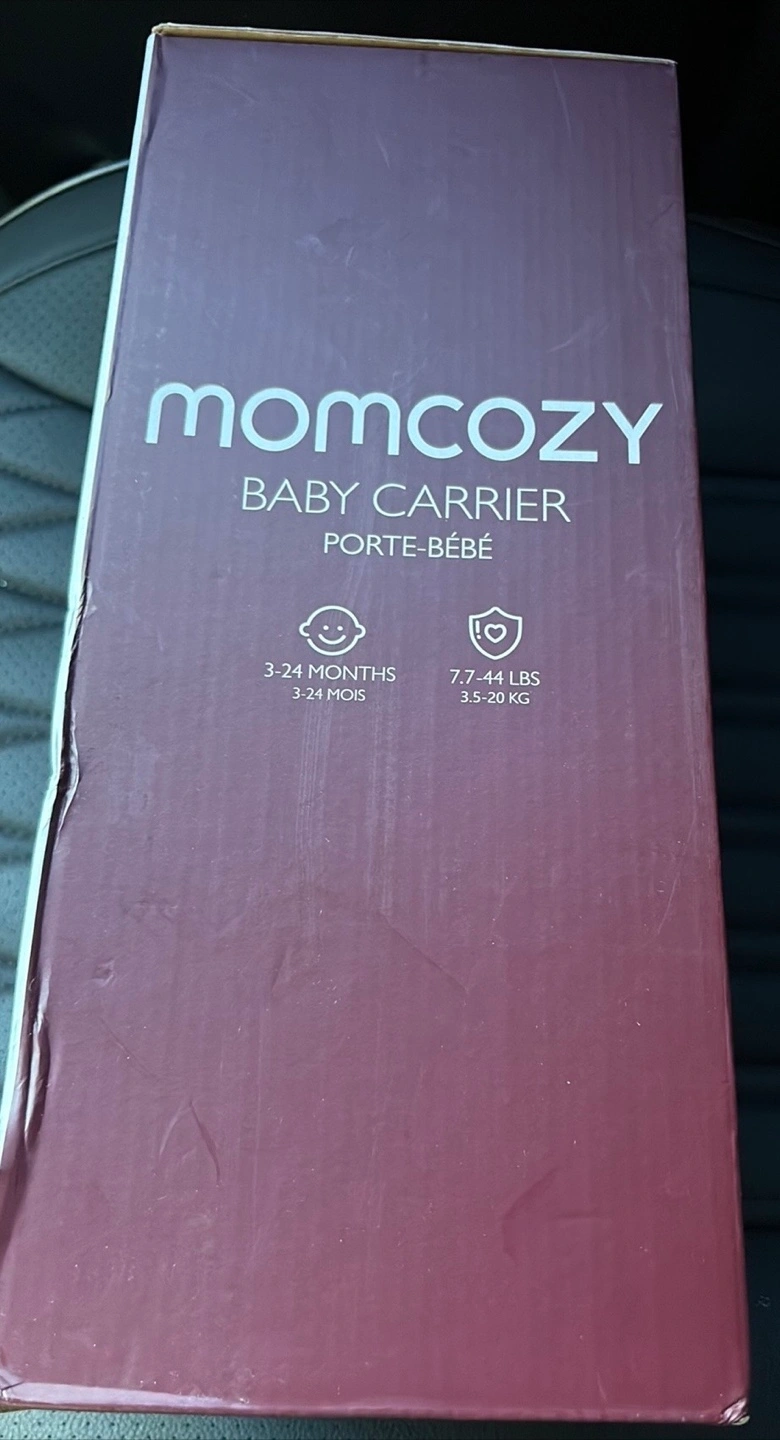 momcozy
BABY CARRIER
PORTE-BÉBÉ
3-24 MONTHS
3-24 MOIS
7.7-44 LBS
3.5-20 KG